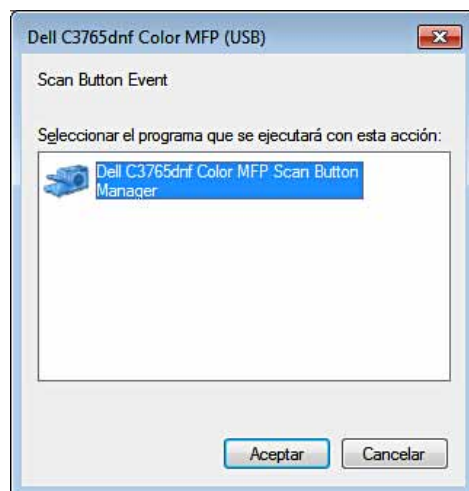 Dell C3765dnf Color MFP (USB)
Scan Button Event
Seleccionar el programa que se ejecutará con esta acción:
Dell C3765dnf Color MFP Scan Button
Manager
Aceptar
Cancelar